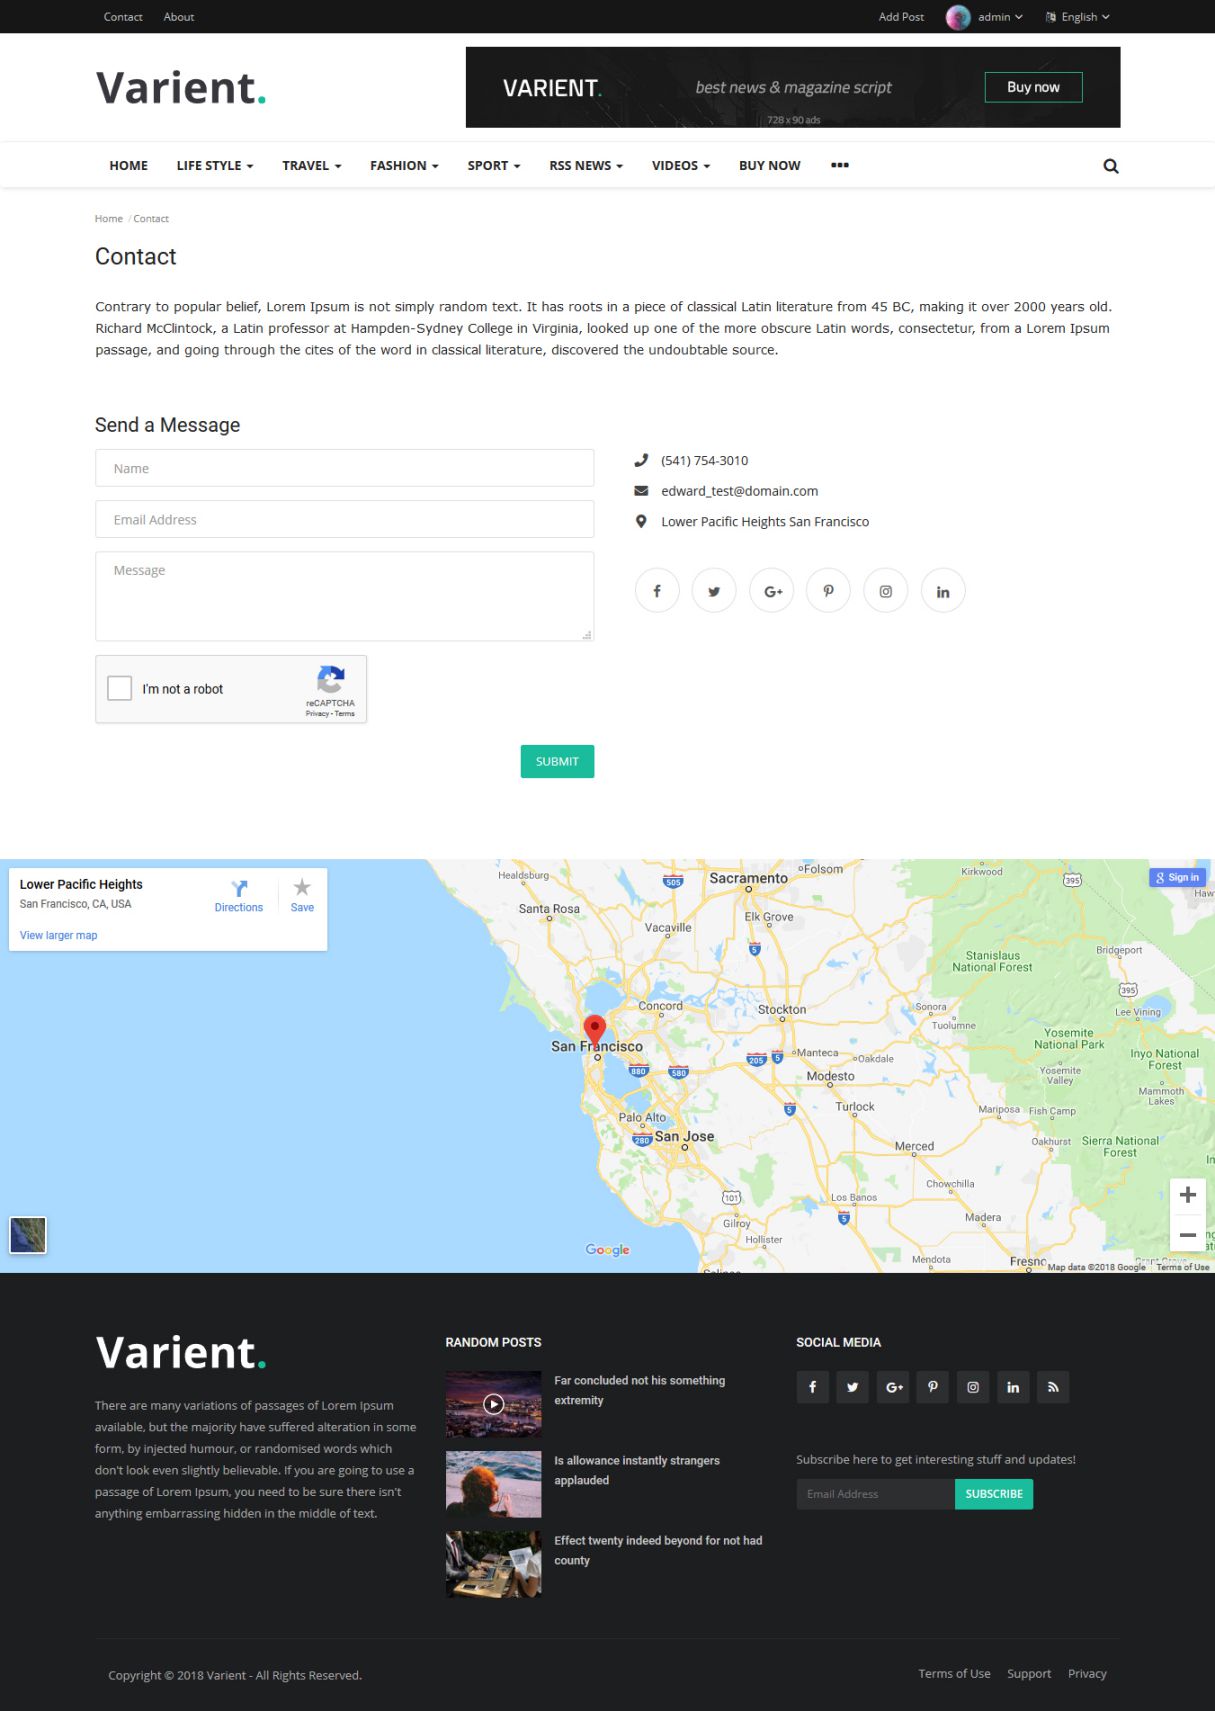 Contact About Add Post admin English
Varient.
VARIENT. best news & magazine script Buy now
728 x 90 ads
HOME LIFE STYLE TRAVEL FASHION SPORT RSS NEWS VIDEOS BUY NOW •••
Home / Contact
Contact
Contrary to popular belief, Lorem Ipsum is not simply random text. It has roots in a piece of classical Latin literature from 45 BC, making it over 2000 years old.
Richard McClintock, a Latin professor at Hampden-Sydney College in Virginia, looked up one of the more obscure Latin words, consectetur, from a Lorem Ipsum
passage, and going through the cites of the word in classical literature, discovered the undoubtable source.
Send a Message
Name
Email Address
Message
I'm not a robot
reCAPTCHA
Privacy - Terms
SUBMIT
(541) 754-3010
edward_test@domain.com
Lower Pacific Heights San Francisco
Lower Pacific Heights
San Francisco, CA, USA
Directions Save
View larger map
Sign in
Healdsburg
505
Sacramento
Folsom
Kirkwood
395
Haw
Santa Rosa
Vacaville
Elk Grove
5
Stanislaus
National Forest
Bridgeport
395
Concord
Stockton
Sonora
Tuolumne
Lee Vining
San Francisco
Yosemite
National Park
205 5
Manteca
Oakdale
Inyo National
Forest
880 580
Modesto
Yosemite
Valley
Mammoth
Lakes
Palo Alto
5
Turlock
Mariposa
Fish Camp
280
San Jose
Merced
Oakhurst
Sierra National
Forest
In
101
Chowchilla
Los Banos
5
Gilroy
Madera
Hollister
Google
Mendota
Fresno
Map data ©2018 Google Terms of Use
Varient.
There are many variations of passages of Lorem Ipsum
available, but the majority have suffered alteration in some
form, by injected humour, or randomised words which
don't look even slightly believable. If you are going to use a
passage of Lorem Ipsum, you need to be sure there isn't
anything embarrassing hidden in the middle of text.
RANDOM POSTS
Far concluded not his something
extremity
Is allowance instantly strangers
applauded
Effect twenty indeed beyond for not had
county
SOCIAL MEDIA
Subscribe here to get interesting stuff and updates!
Email Address SUBSCRIBE
Copyright © 2018 Varient - All Rights Reserved.
Terms of Use Support Privacy